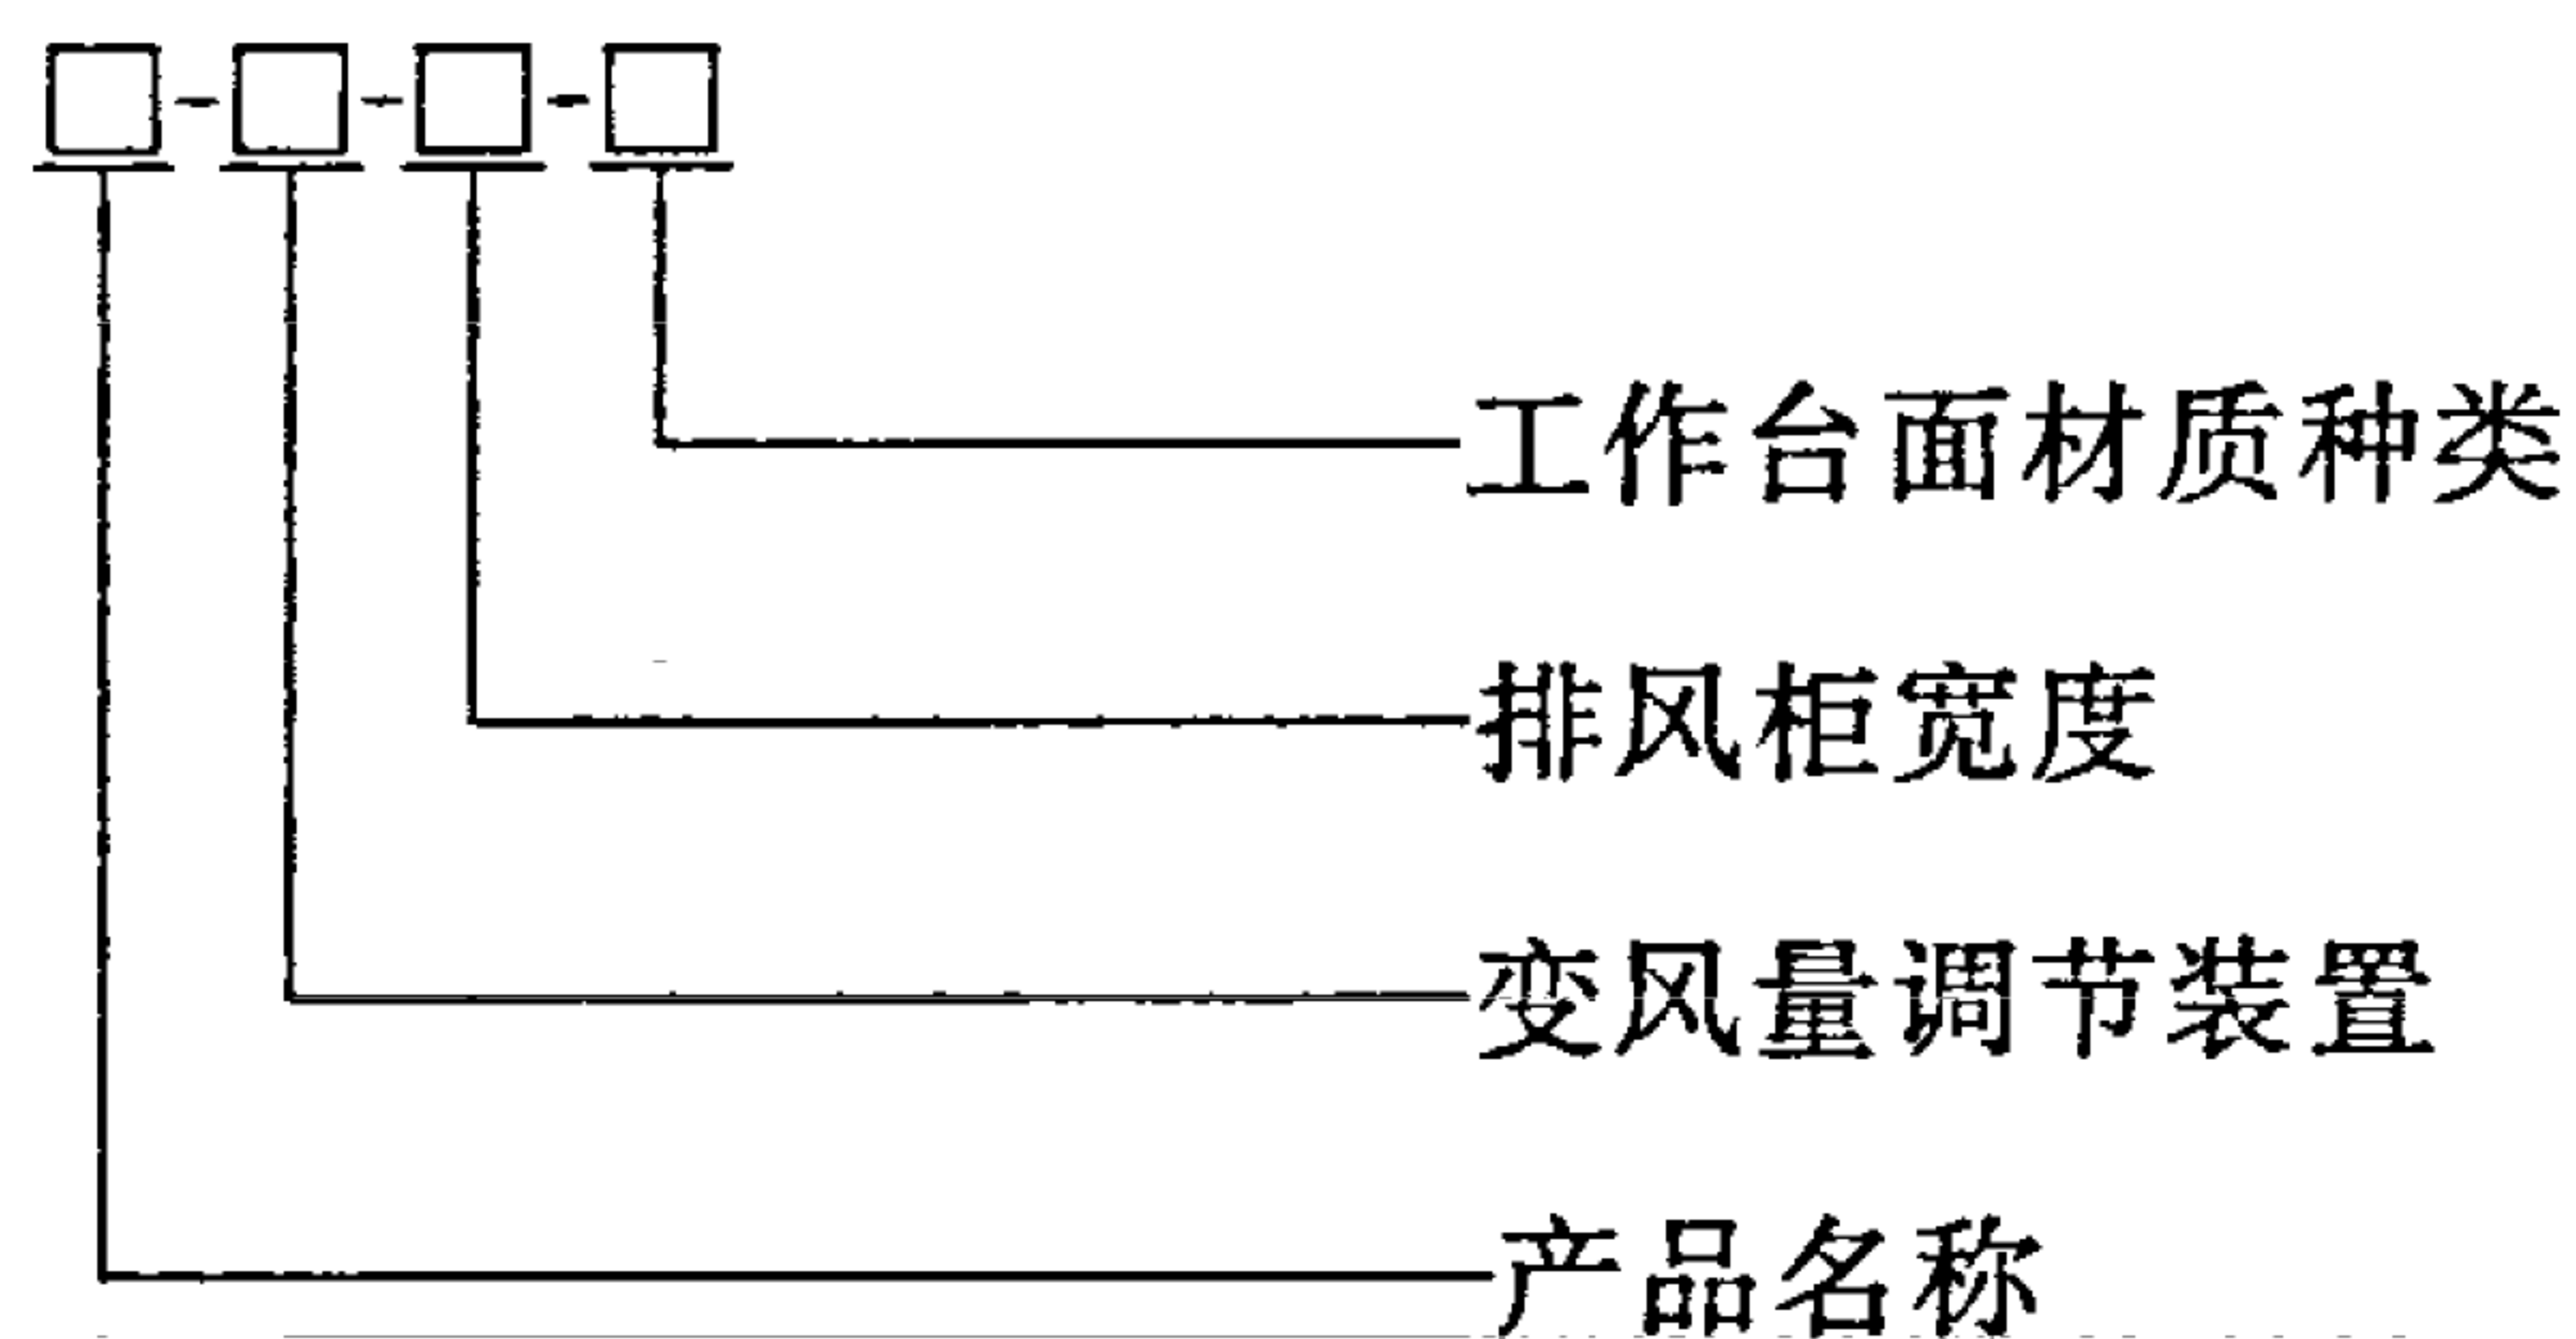 □-□-□-□
工作台面材质种类
排风柜宽度
变风量调节装置
产品名称